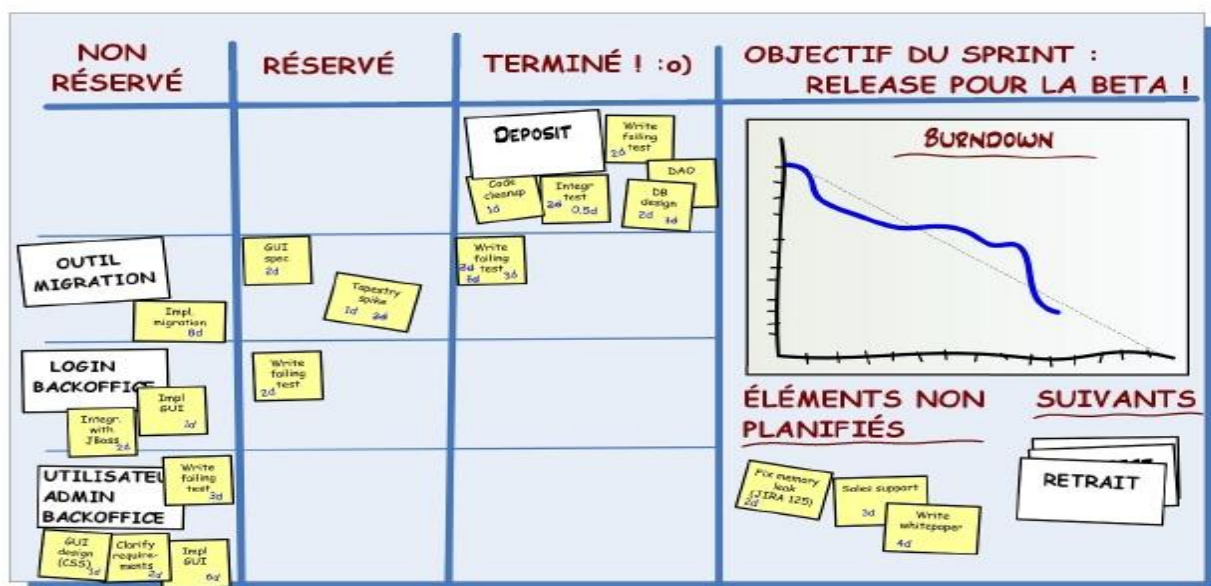 NON
RÉSERVÉ
RÉSERVÉ
TERMINÉ ! :o)
OBJECTIF DU SPRINT :
RELEASE POUR LA BETA !
DEPOSIT
Write
failing
test
2d
DAO
Code
cleanup
1d
Integr
test
2d 0.5d
DB
design
2d 1d
BURNDOWN
OUTIL
MIGRATION
Impl.
migration
8d
GUI
spec
2d
Tapestry
spike
1d 2d
Write
failing
test
3d
LOGIN
BACKOFFICE
Impl
GUI
1d
Integr.
with
JBoss
2d
Write
failing
test
2d
UTILISATEU
ADMIN
BACKOFFICE
Write
failing
test
3d
GUI
design
(CSS)
1d
Clarify
require-
ments
2d
Impl
GUI
6d
ÉLÉMENTS NON
PLANIFIÉS
Fix memory
leak
(JIRA 125)
2d
Sales support
3d
Write
whitepaper
4d
SUIVANTS
RETRAIT